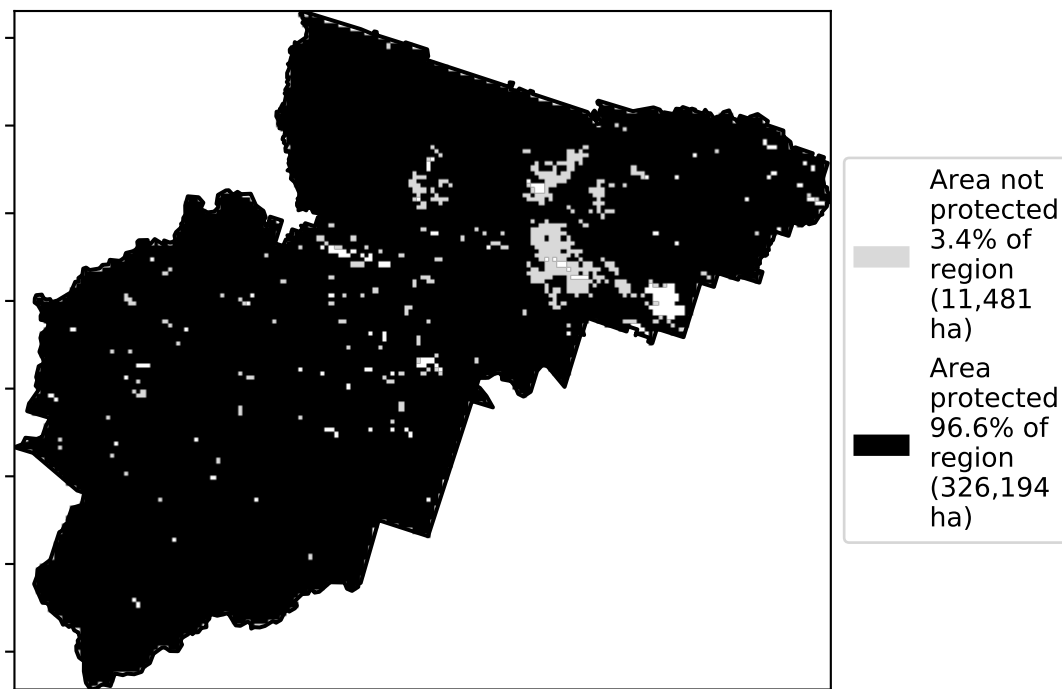 Area not
protected
3.4% of
region
(11,481
ha)
Area
protected
96.6% of
region
(326,194
ha)